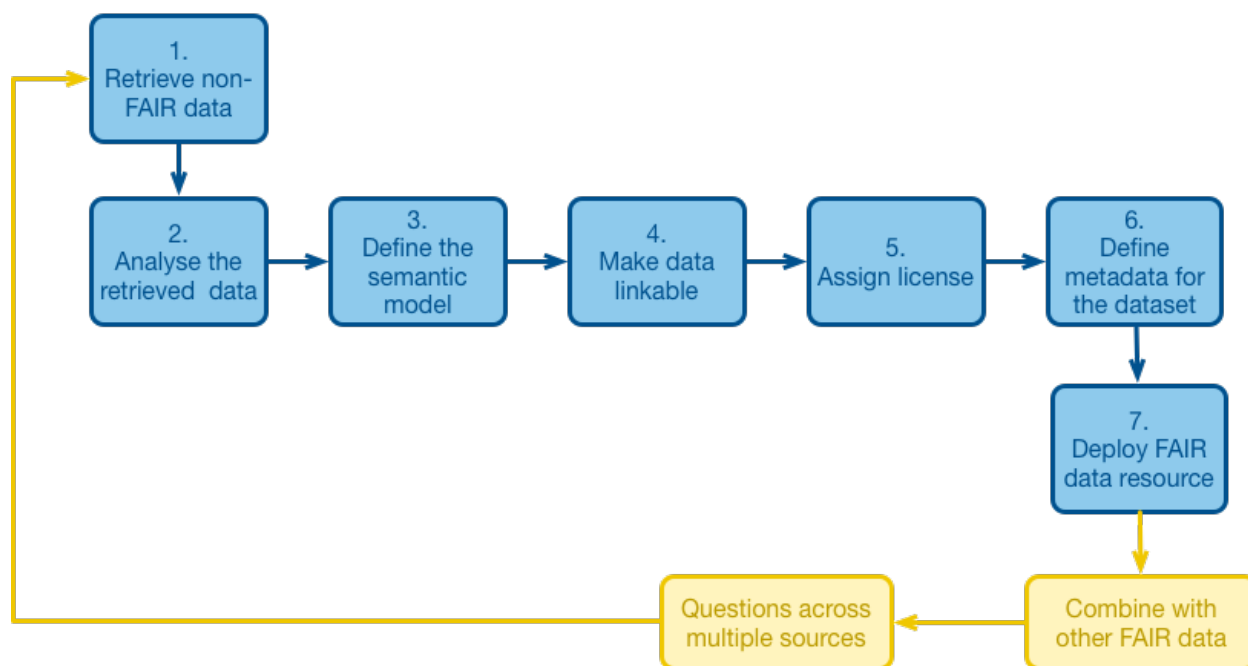 1.
Retrieve non-
FAIR data
2.
Analyse the
retrieved data
3.
Define the
semantic
model
4.
Make data
linkable
5.
Assign license
6.
Define
metadata for
the dataset
7.
Deploy FAIR
data resource
Questions across
multiple sources
Combine with
other FAIR data